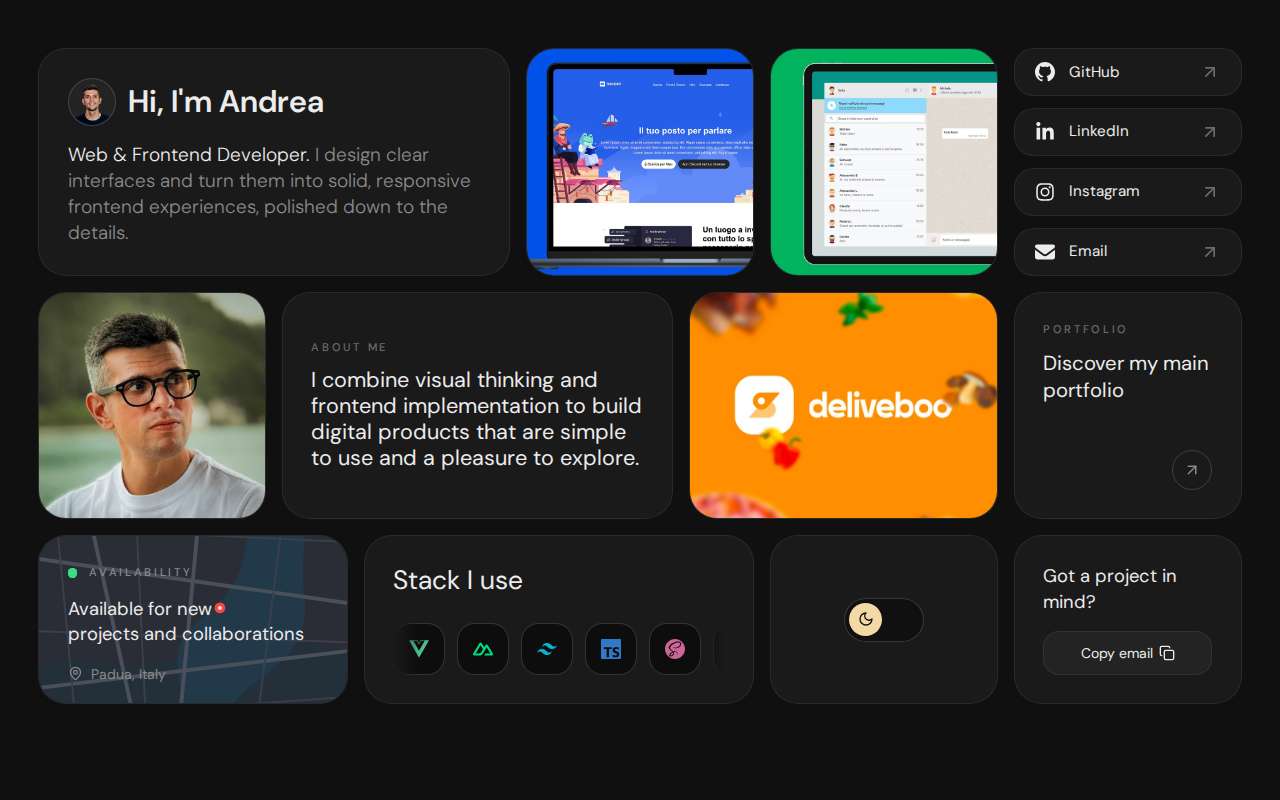 Hi, I'm Andrea
Web & Frontend Developer. I design clear
interfaces and turn them into solid, responsive
frontend experiences, polished down to the
details.
Il tuo posto per parlare
Un luogo a inv
con tutto lo sp
GitHub
LinkedIn
Instagram
Email
ABOUT ME
I combine visual thinking and
frontend implementation to build
digital products that are simple
to use and a pleasure to explore.
deliveboo
PORTFOLIO
Discover my main
portfolio
AVAILABILITY
Available for new
projects and collaborations
Padua, Italy
Stack I use
TS
Got a project in
mind?
Copy email